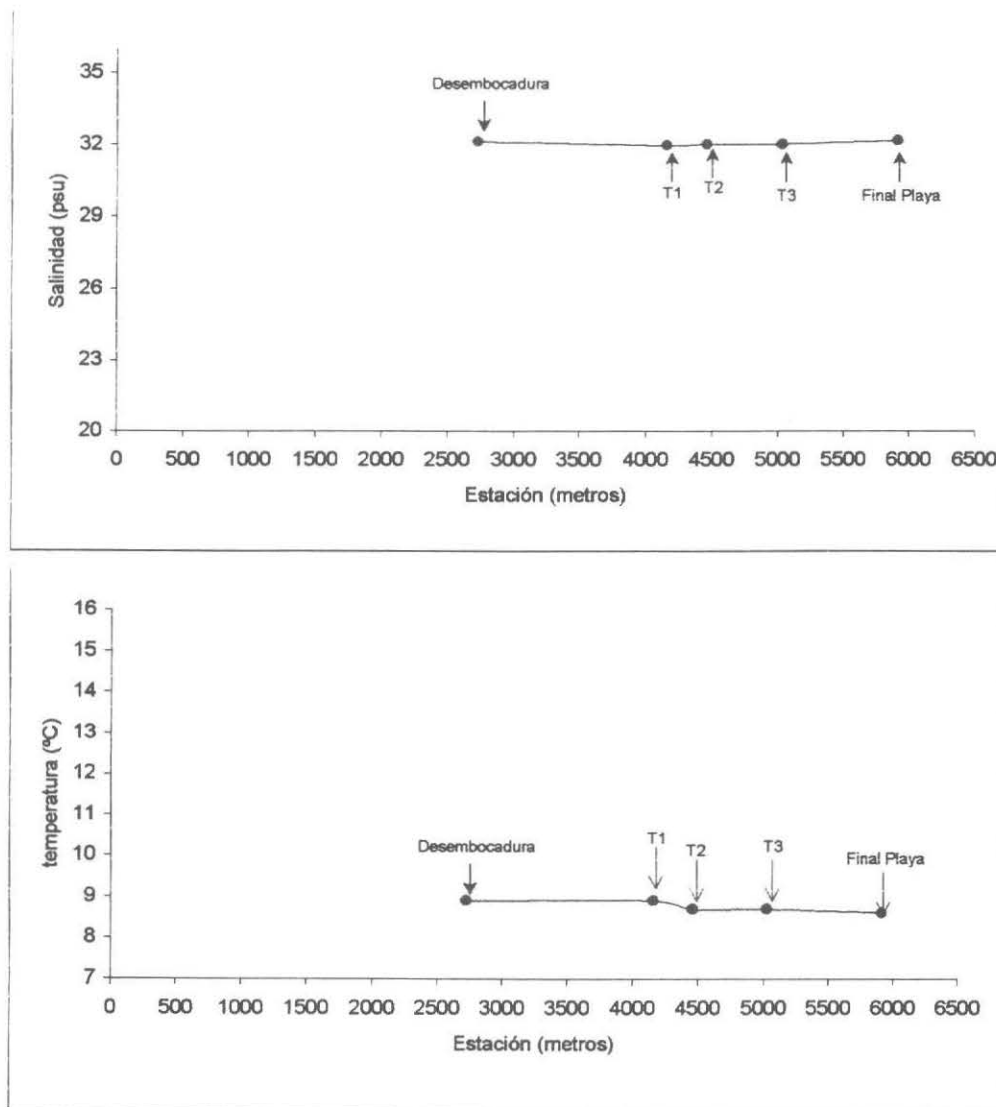 35
32
29
26
23
20
Salinidad (psu)
Desembocadura
T1
T2
T3
Final Playa
0 500 1000 1500 2000 2500 3000 3500 4000 4500 5000 5500 6000 6500
Estación (metros)
16
15
14
13
12
11
10
9
8
7
temperatura (ºC)
Desembocadura
T1
T2
T3
Final Playa
0 500 1000 1500 2000 2500 3000 3500 4000 4500 5000 5500 6000 6500
Estación (metros)